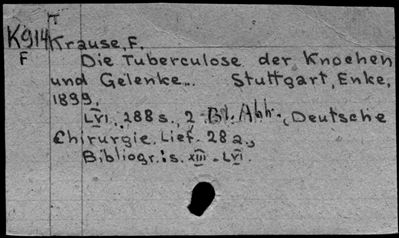 T
K914 Krause, F.
F Die Tuberculose der Knochen
und Gelenke.. Stuttgart, Enke,
1899.
LVI, 288 s., 2 Bl. Abb., (Deutsche
Chirurgie. Lief. 28 a.,
Bibliogr.: s. XIII - LVI.